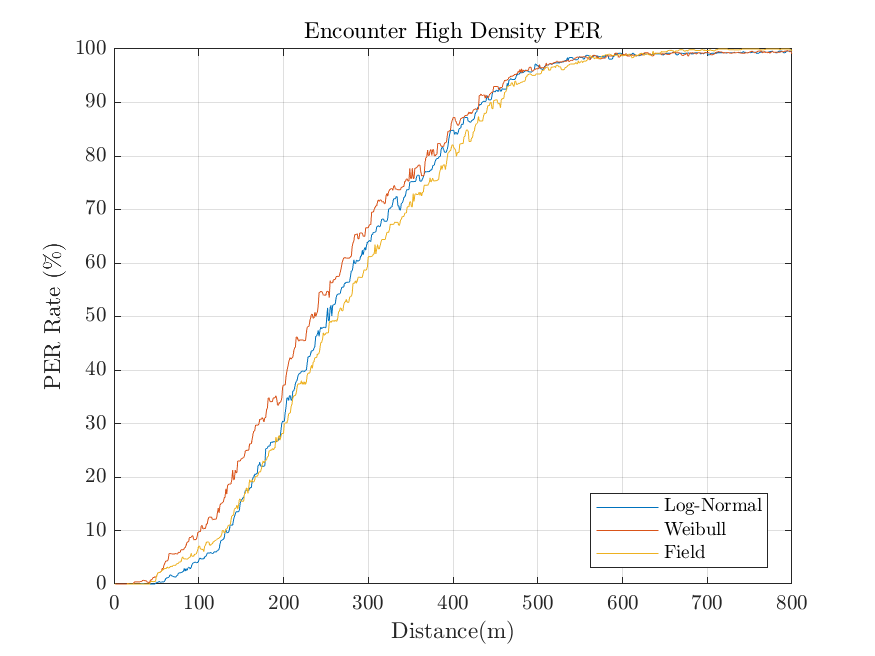 Encounter High Density PER
100
90
80
70
60
50
40
30
20
10
0
PER Rate (%)
Log-Normal
Weibull
Field
0 100 200 300 400 500 600 700 800
Distance(m)